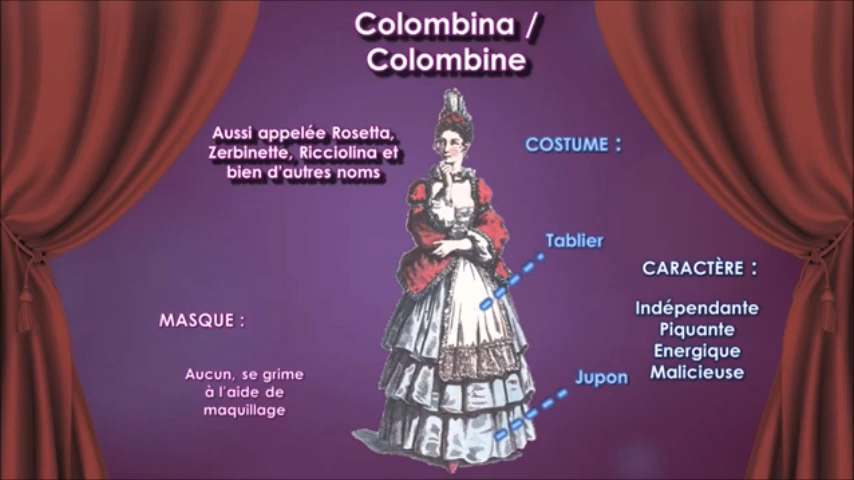 Colombina /
Colombine
Aussi appelée Rosetta,
Zerbinette, Ricciolina et
bien d'autres noms
COSTUME :
Tablier
CARACTÈRE :
Indépendante
Piquante
Energique
Malicieuse
MASQUE :
Aucun, se grime
à l'aide de
maquillage
Jupon